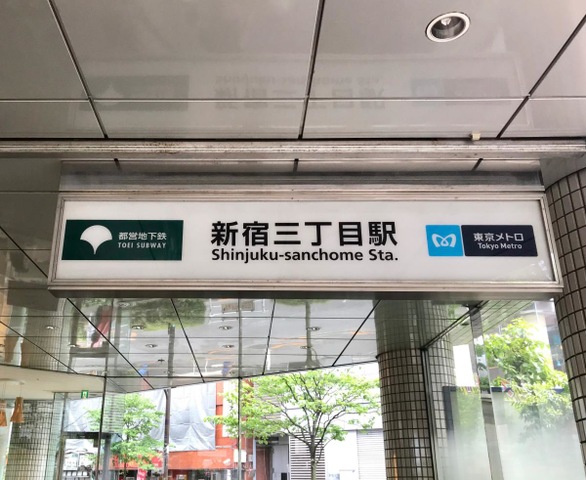 都営地下鉄
TOEI SUBWAY
新宿三丁目駅
Shinjuku-sanchome Sta.
東京メトロ
Tokyo Metro